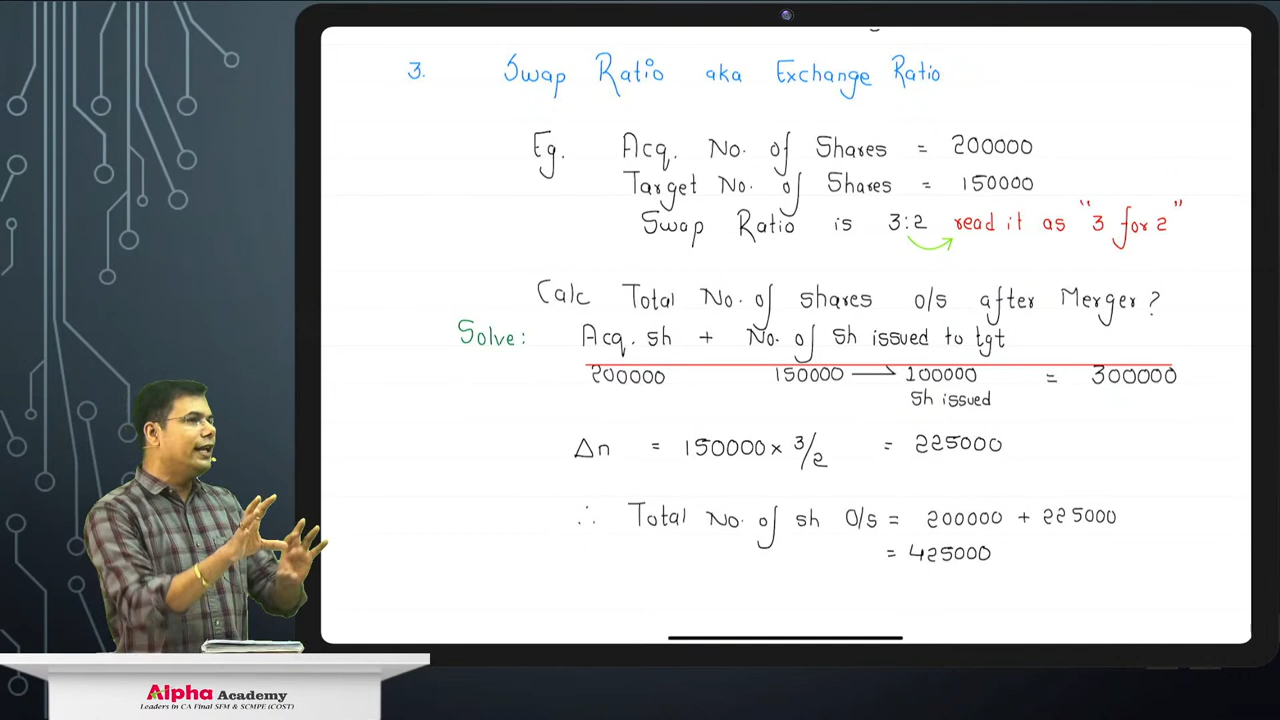 3. Swap Ratio aka Exchange Ratio
Eg. Acq. No. of Shares = 200000
Target No. of Shares = 150000
Swap Ratio is 3:2 read it as "3 for 2"
Calc Total No. of shares o/s after Merger?
Solve: Acq. sh + No. of sh issued to tgt
200000 150000 → 100000 = 300000
sh issued
Δn = 150000 × 3/2 = 225000
∴ Total No. of sh O/s = 200000 + 225000
= 425000
Alpha Academy
Leaders in CA Final SFM & SCMPE (COST)